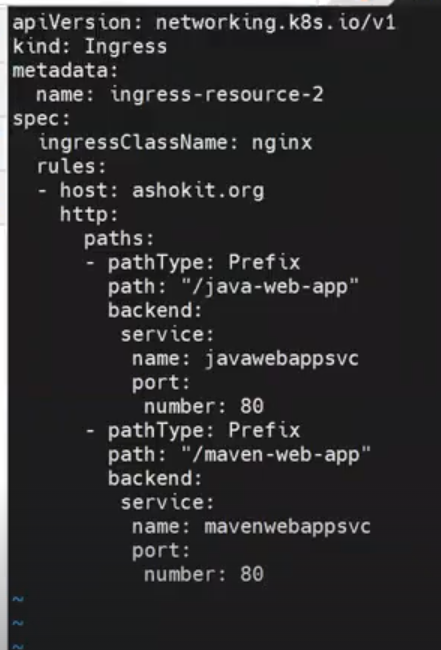 apiVersion: networking.k8s.io/v1
kind: Ingress
metadata:
  name: ingress-resource-2
spec:
  ingressClassName: nginx
  rules:
  - host: ashokit.org
    http:
      paths:
      - pathType: Prefix
        path: "/java-web-app"
        backend:
         service:
          name: javawebappsvc
          port:
           number: 80
      - pathType: Prefix
        path: "/maven-web-app"
        backend:
         service:
          name: mavenwebappsvc
          port:
           number: 80
~
~
~